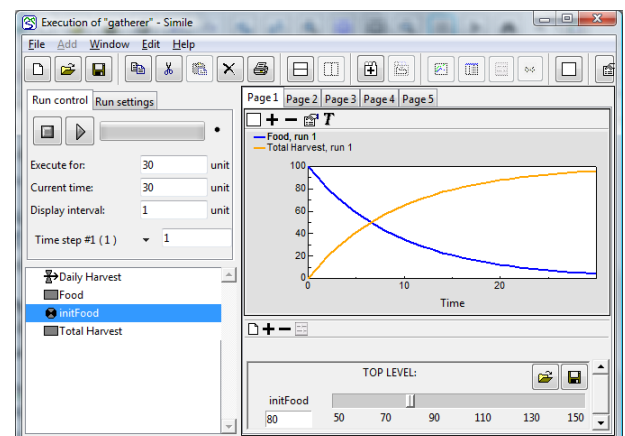 Execution of "gatherer" - Simile
File Add Window Edit Help
Run control Run settings
Execute for: 30 unit
Current time: 30 unit
Display interval: 1 unit
Time step #1 ( 1 ) 1
Daily Harvest
Food
initFood
Total Harvest
Page 1 Page 2 Page 3 Page 4 Page 5
T
Food, run 1
Total Harvest, run 1
100
80
60
40
20
0 10 20
Time
TOP LEVEL:
initFood
80 50 70 90 110 130 150